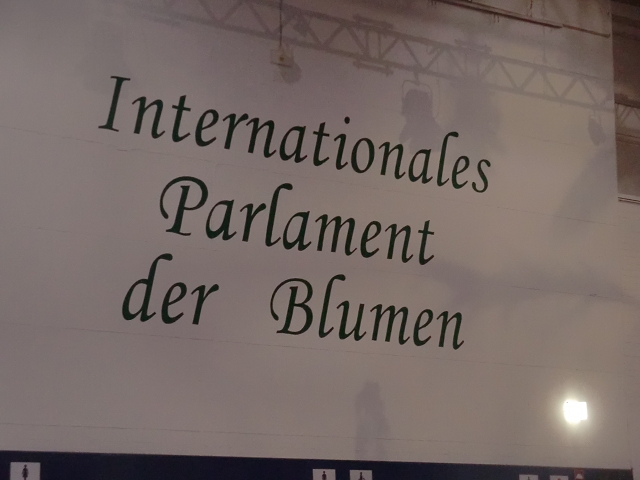 Internationales
Parlament
der Blumen